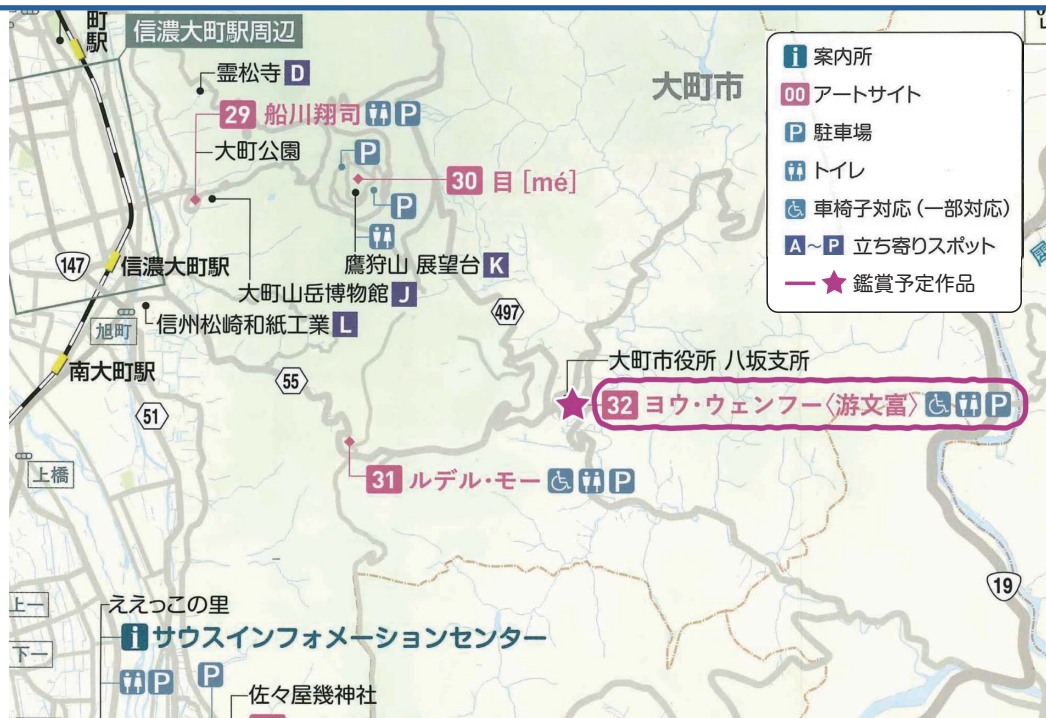 町駅
信濃大町駅周辺
霊松寺 D
29 船川翔司 P
大町公園
P
30 目 [mé]
P
鷹狩山 展望台 K
大町山岳博物館 J
大町市
i 案内所
00 アートサイト
P 駐車場
トイレ
車椅子対応（一部対応）
A～P 立ち寄りスポット
★ 鑑賞予定作品
147
信濃大町駅
旭町
信州松崎和紙工業 L
497
南大町駅
55
51
大町市役所 八坂支所
32 ヨウ・ウェンフー〈游文富〉 P
31 ルデル・モー P
上橋
19
上一
下一
ええっこの里
i サウスインフォメーションセンター
P
P
佐々屋幾神社